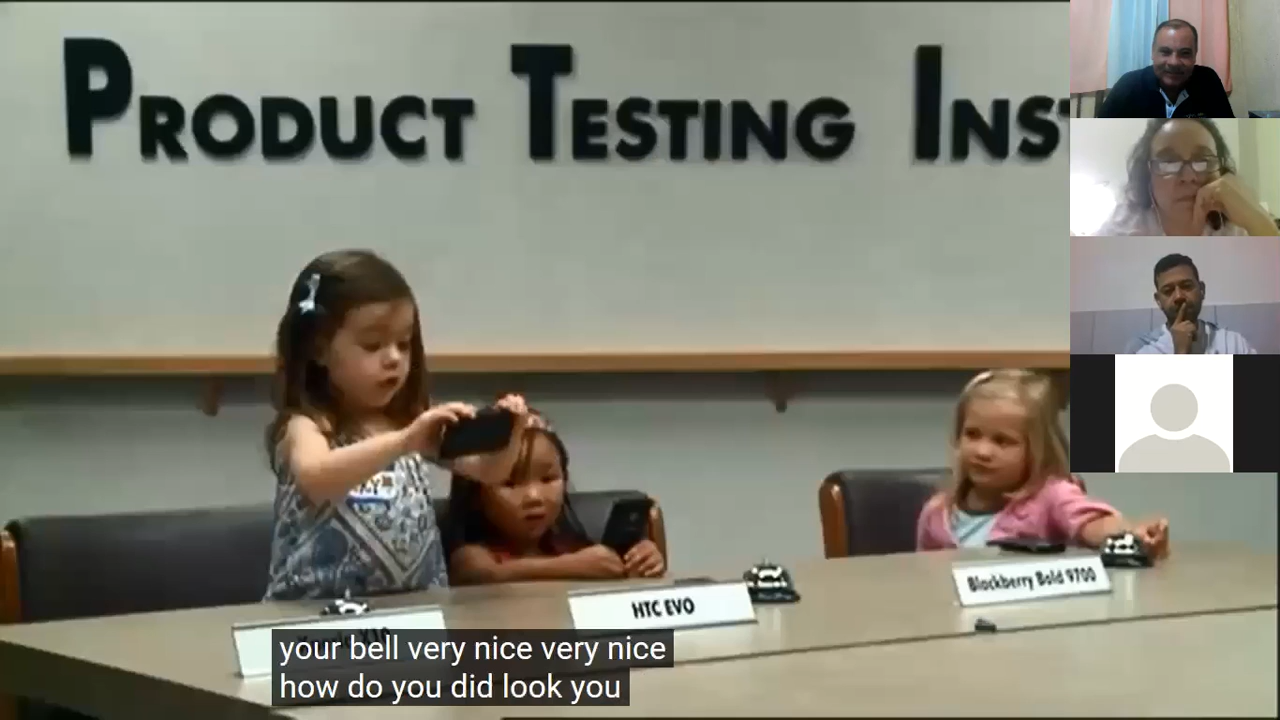 PRODUCT TESTING INST
HTC EVO
Blackberry Bold 9700
your bell very nice very nice
how do you did look you